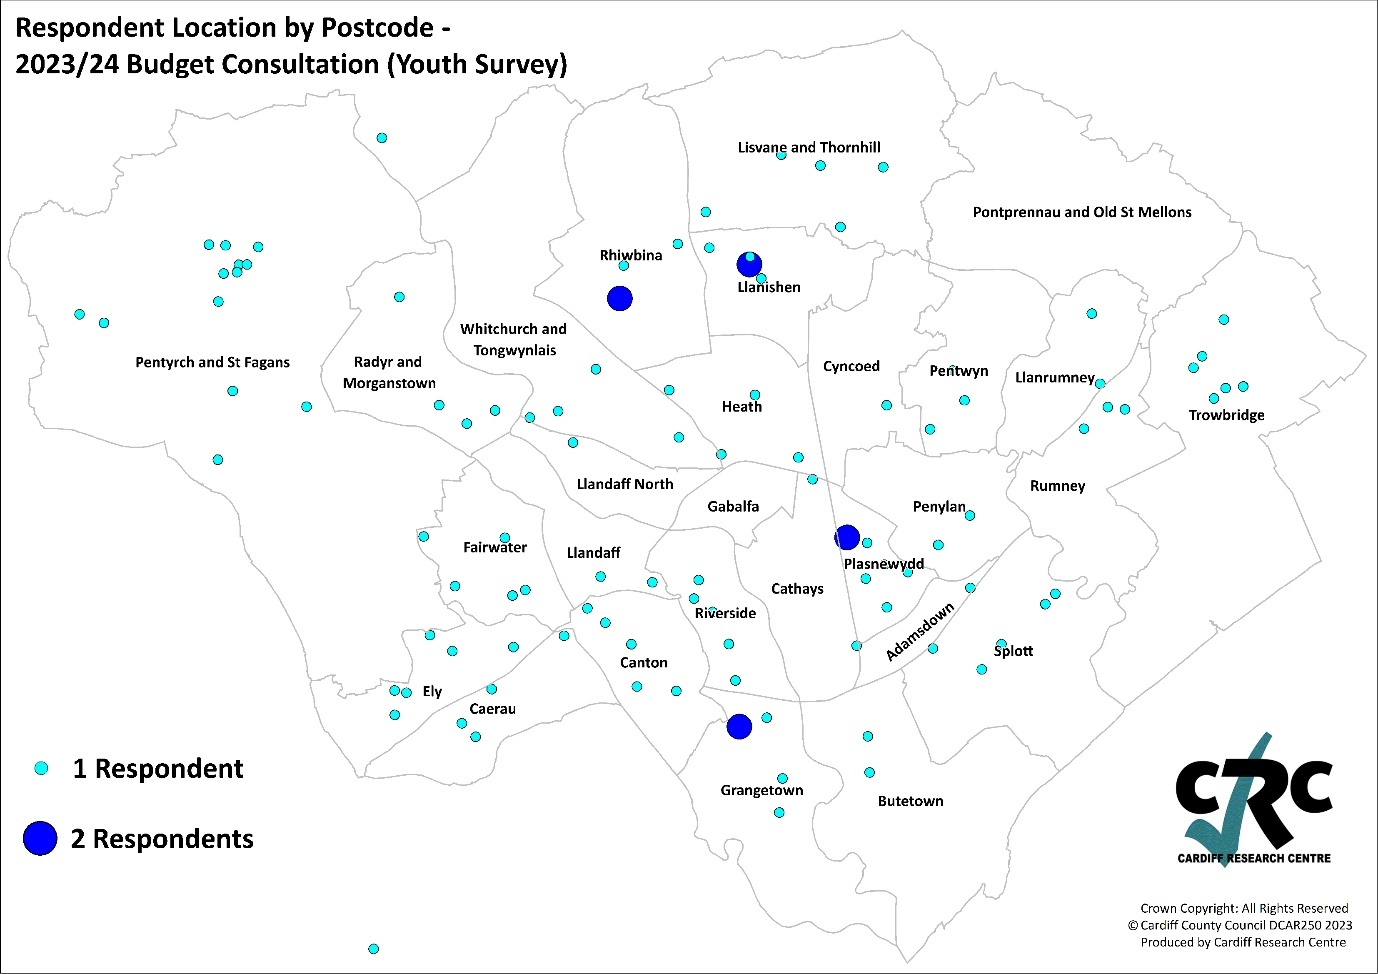 Respondent Location by Postcode -
2023/24 Budget Consultation (Youth Survey)
Lisvane and Thornhill
Pontprennau and Old St Mellons
Rhiwbina
Llanishen
Whitchurch and
Tongwynlais
Pentyrch and St Fagans
Radyr and
Morganstown
Cyncoed
Pentwyn
Llanrumney
Heath
Trowbridge
Llandaff North
Rumney
Gabalfa
Penylan
Fairwater
Llandaff
Plasnewydd
Cathays
Riverside
Adamsdown
Splott
Canton
Ely
Caerau
Grangetown
Butetown
1 Respondent
2 Respondents
CRC
CARDIFF RESEARCH CENTRE
Crown Copyright: All Rights Reserved
© Cardiff County Council DCAR250 2023
Produced by Cardiff Research Centre